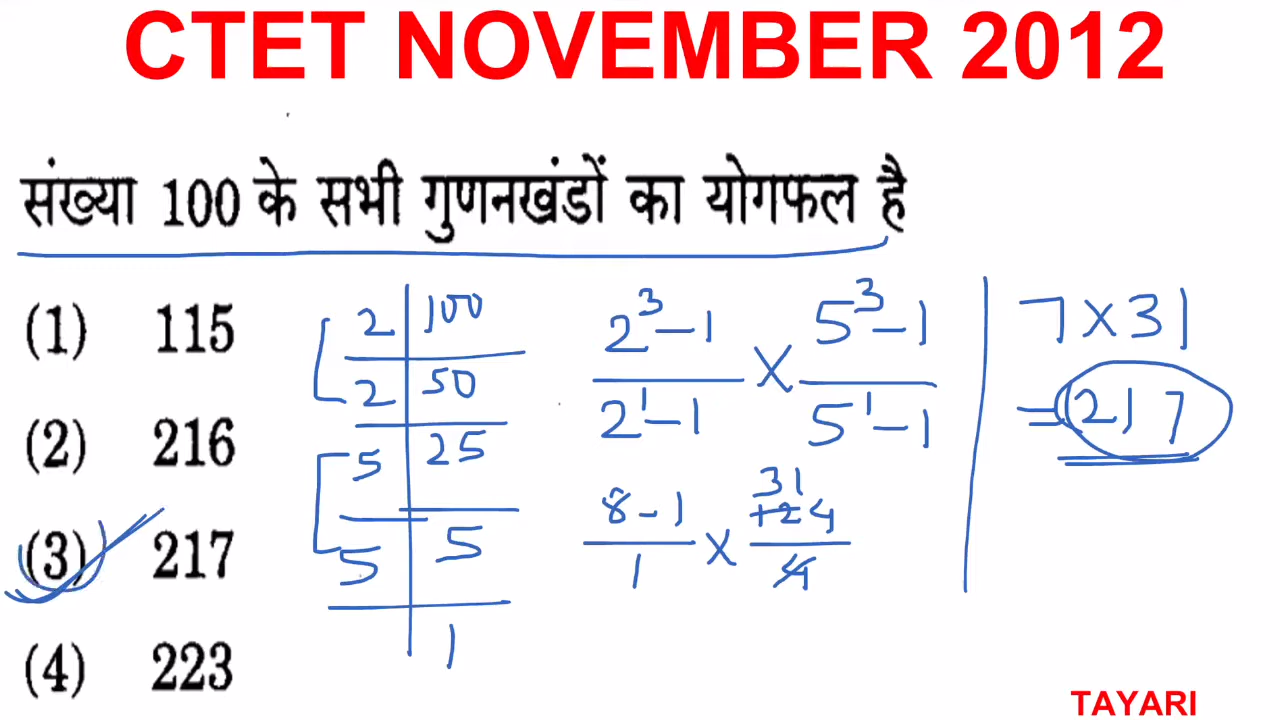 CTET NOVEMBER 2012
संख्या 100 के सभी गुणनखंडों का योगफल है
(1) 115
(2) 216
(3) 217
(4) 223
2 | 100
2 | 50
5 | 25
5 | 5
1
2³-1 / 2¹-1 × 5³-1 / 5¹-1
8-1 / 1 × 124 / 4
31
7×31
=217
TAYARI